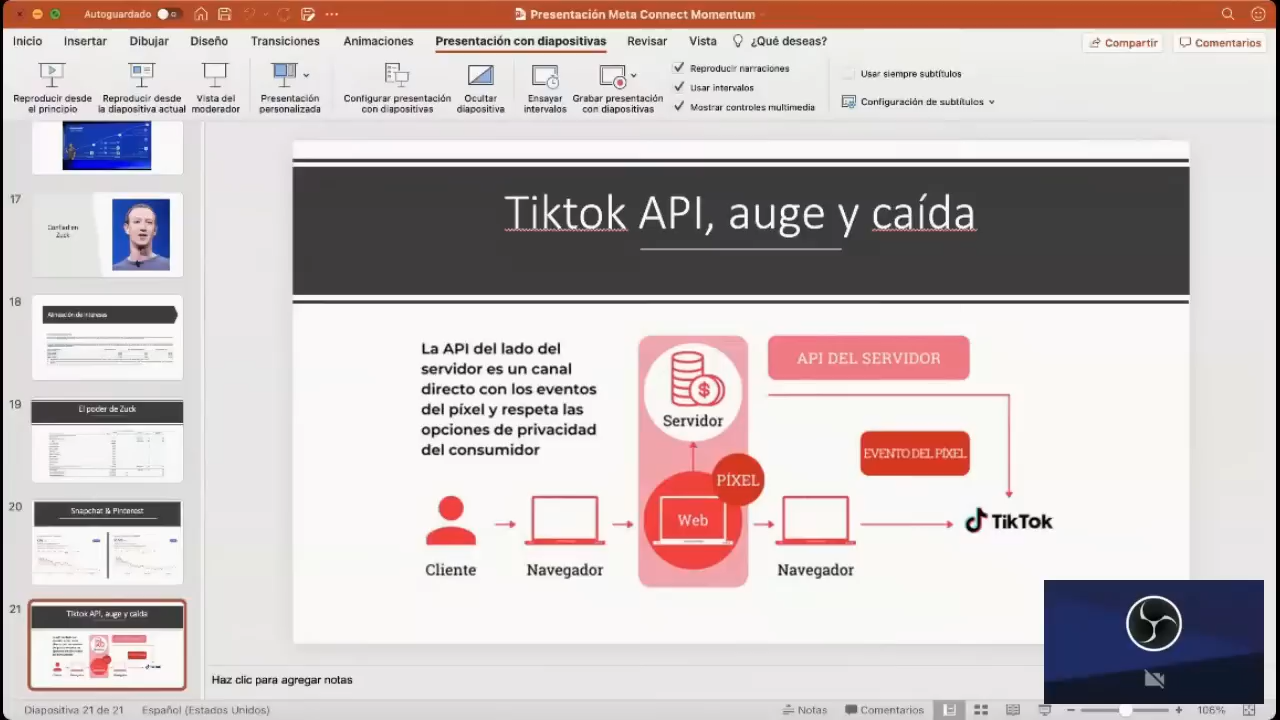 Autoguardado
Presentación Meta Connect Momentum
Inicio
Insertar
Dibujar
Diseño
Transiciones
Animaciones
Presentación con diapositivas
Revisar
Vista
¿Qué deseas?
Compartir
Comentarios
Reproducir desde
el principio
Reproducir desde
la diapositiva actual
Vista del
moderador
Presentación
personalizada
Configurar presentación
con diapositivas
Ocultar
diapositiva
Ensayar
intervalos
Grabar presentación
con diapositivas
Reproducir narraciones
Usar intervalos
Mostrar controles multimedia
Usar siempre subtítulos
Configuración de subtítulos
17
Zuck
18
Alineación de Intereses
19
El poder de Zuck
20
Snapchat & Pinterest
21
Tiktok API, auge y caída
Tiktok API, auge y caída
La API del lado del
servidor es un canal
directo con los eventos
del píxel y respeta las
opciones de privacidad
del consumidor
Servidor
API DEL SERVIDOR
EVENTO DEL PÍXEL
PÍXEL
Web
TikTok
Cliente
Navegador
Navegador
Haz clic para agregar notas
Diapositiva 21 de 21
Español (Estados Unidos)
Notas
Comentarios
106%